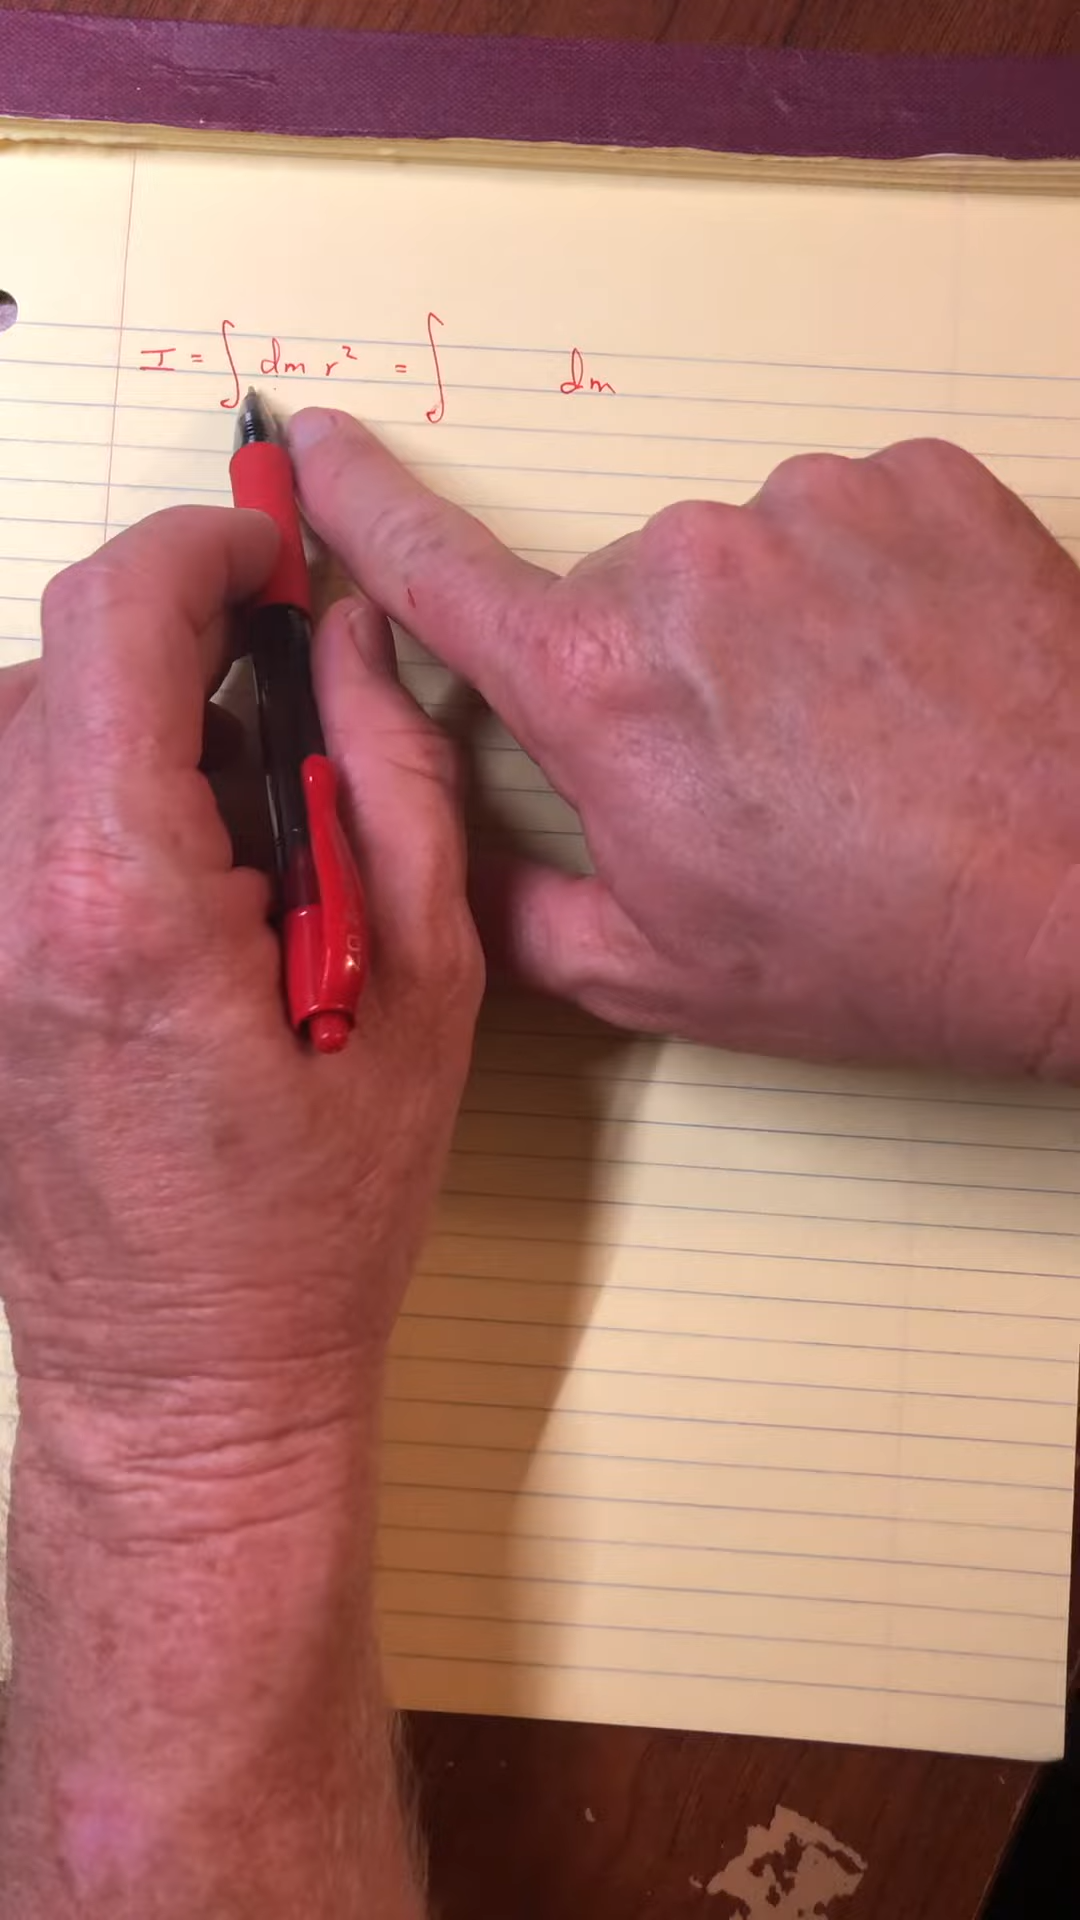 I = ∫ dm r² = ∫ dm